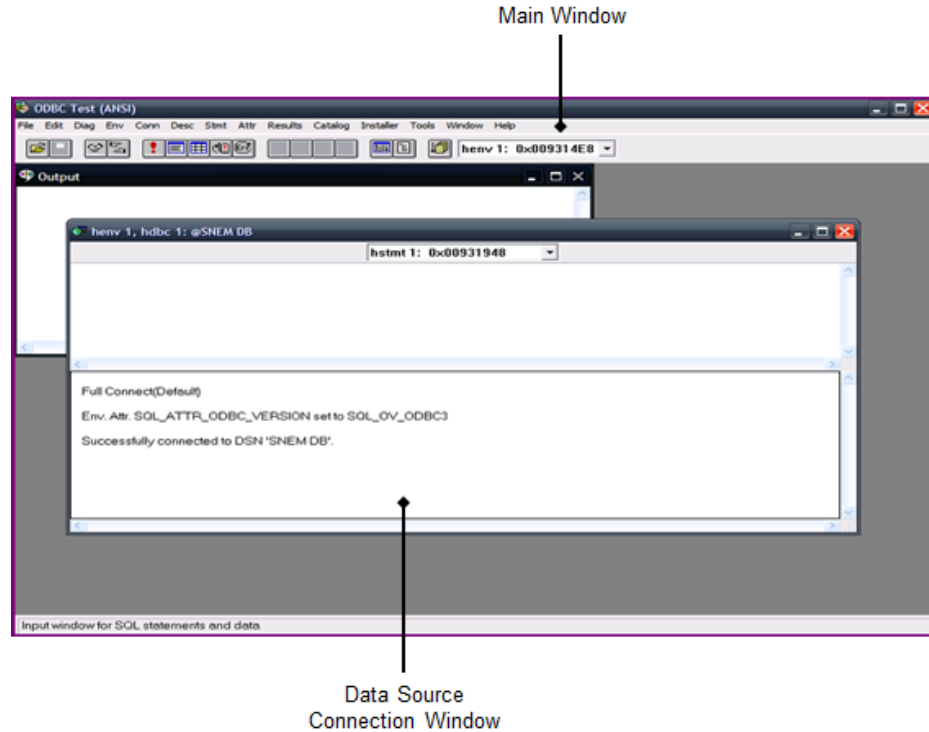 Main Window
ODBC Test (ANSI)
File Edit Diag Env Conn Desc Stmt Attr Results Catalog Installer Tools Window Help
henv 1: 0x009314E8
Output
henv 1, hdbc 1: @SNEM DB
hstmt 1: 0x00931948
Full Connect(Default)
Env. Attr. SQL_ATTR_ODBC_VERSION set to SQL_OV_ODBC3
Successfully connected to DSN 'SNEM DB'.
Input window for SQL statements and data.
Data Source
Connection Window